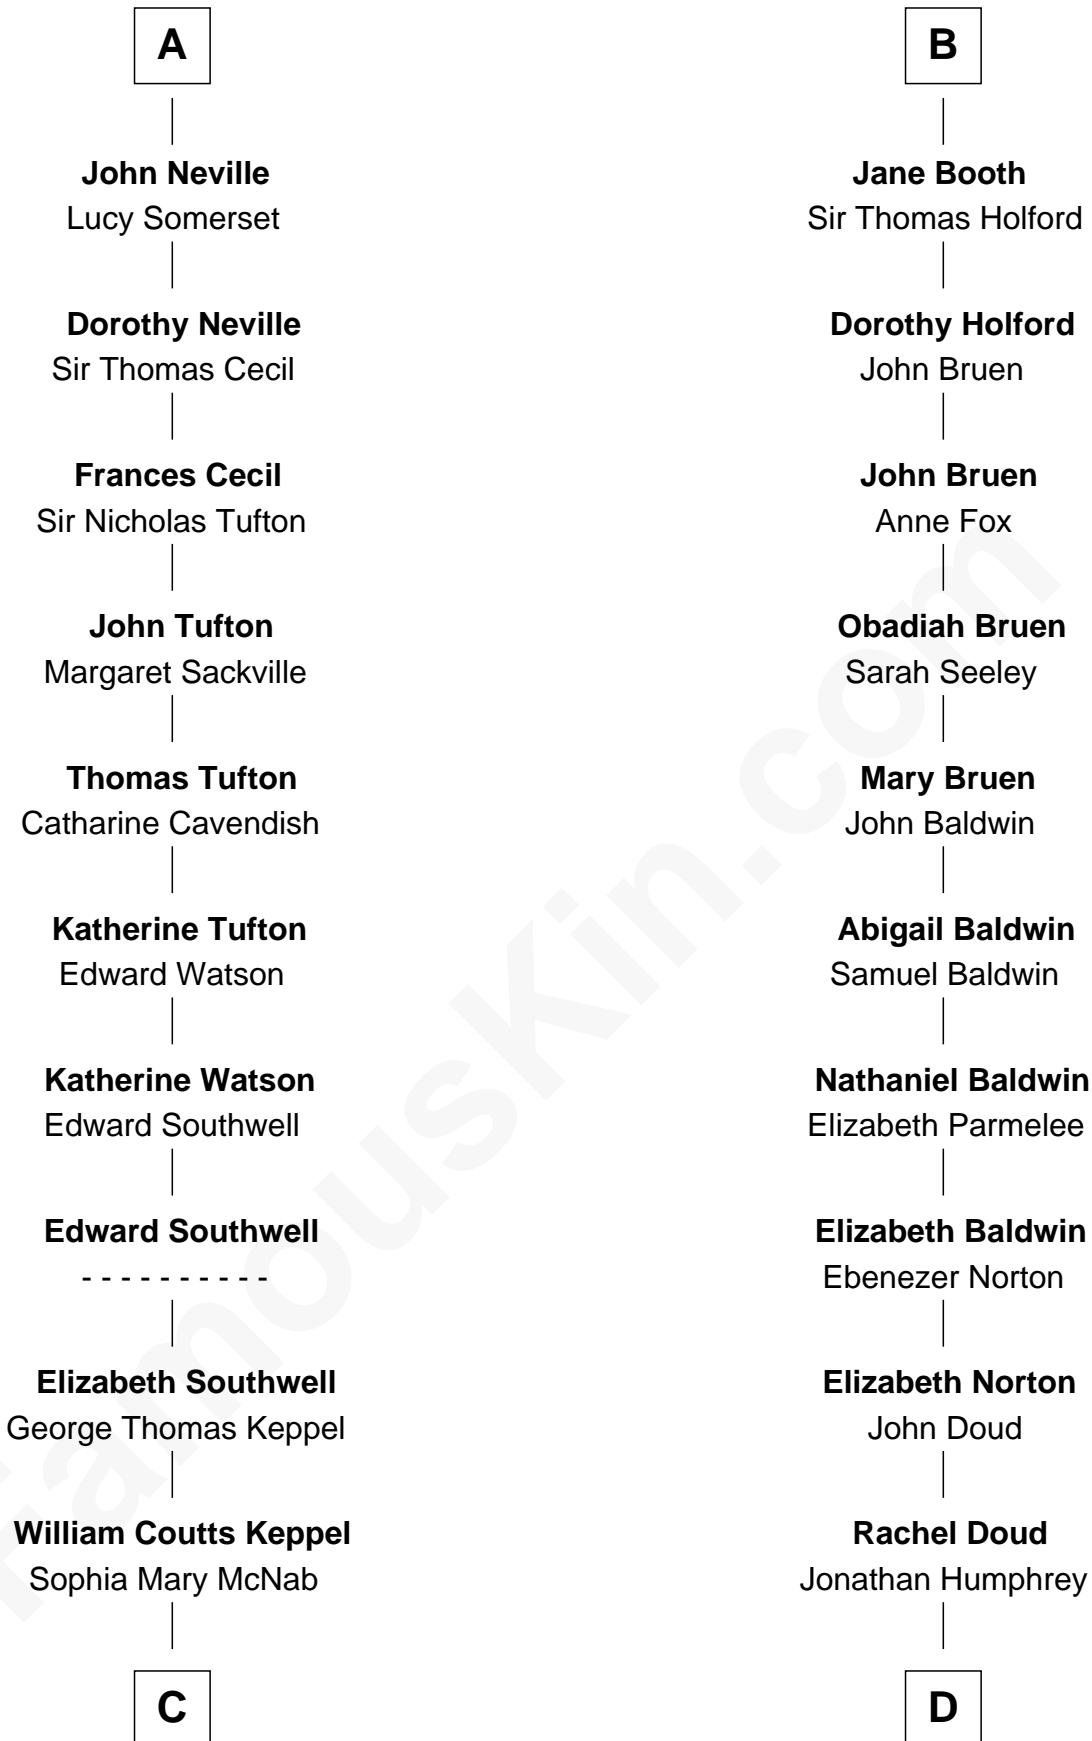 A
John Neville
Lucy Somerset
Dorothy Neville
Sir Thomas Cecil
Frances Cecil
Sir Nicholas Tufton
John Tufton
Margaret Sackville
Thomas Tufton
Catharine Cavendish
Katherine Tufton
Edward Watson
Katherine Watson
Edward Southwell
Edward Southwell
- - - - - - - - - -
Elizabeth Southwell
George Thomas Keppel
William Coutts Keppel
Sophia Mary McNab
C
B
Jane Booth
Sir Thomas Holford
Dorothy Holford
John Bruen
John Bruen
Anne Fox
Obadiah Bruen
Sarah Seeley
Mary Bruen
John Baldwin
Abigail Baldwin
Samuel Baldwin
Nathaniel Baldwin
Elizabeth Parmelee
Elizabeth Baldwin
Ebenezer Norton
Elizabeth Norton
John Doud
Rachel Doud
Jonathan Humphrey
D
FamousKin.com